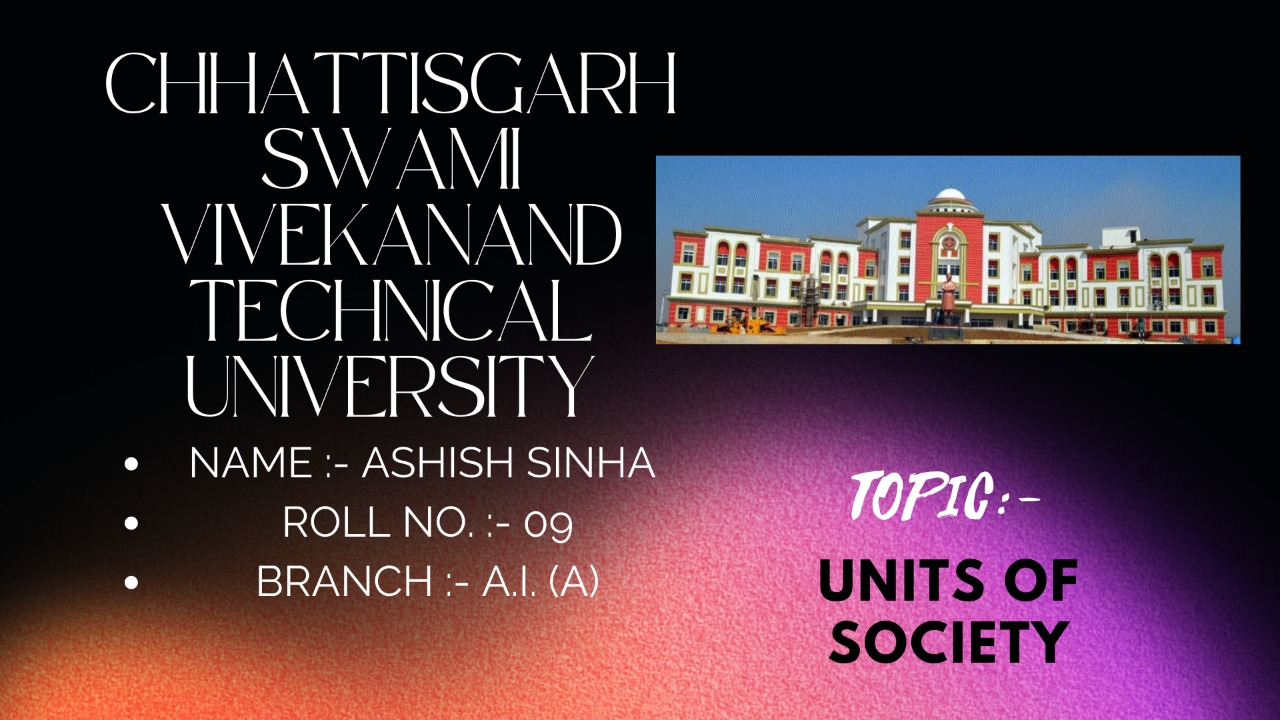 CHHATTISGARH
SWAMI
VIVEKANAND
TECHNICAL
UNIVERSITY
• NAME :- ASHISH SINHA
• ROLL NO. :- 09
• BRANCH :- A.I. (A)
TOPIC:-
UNITS OF
SOCIETY